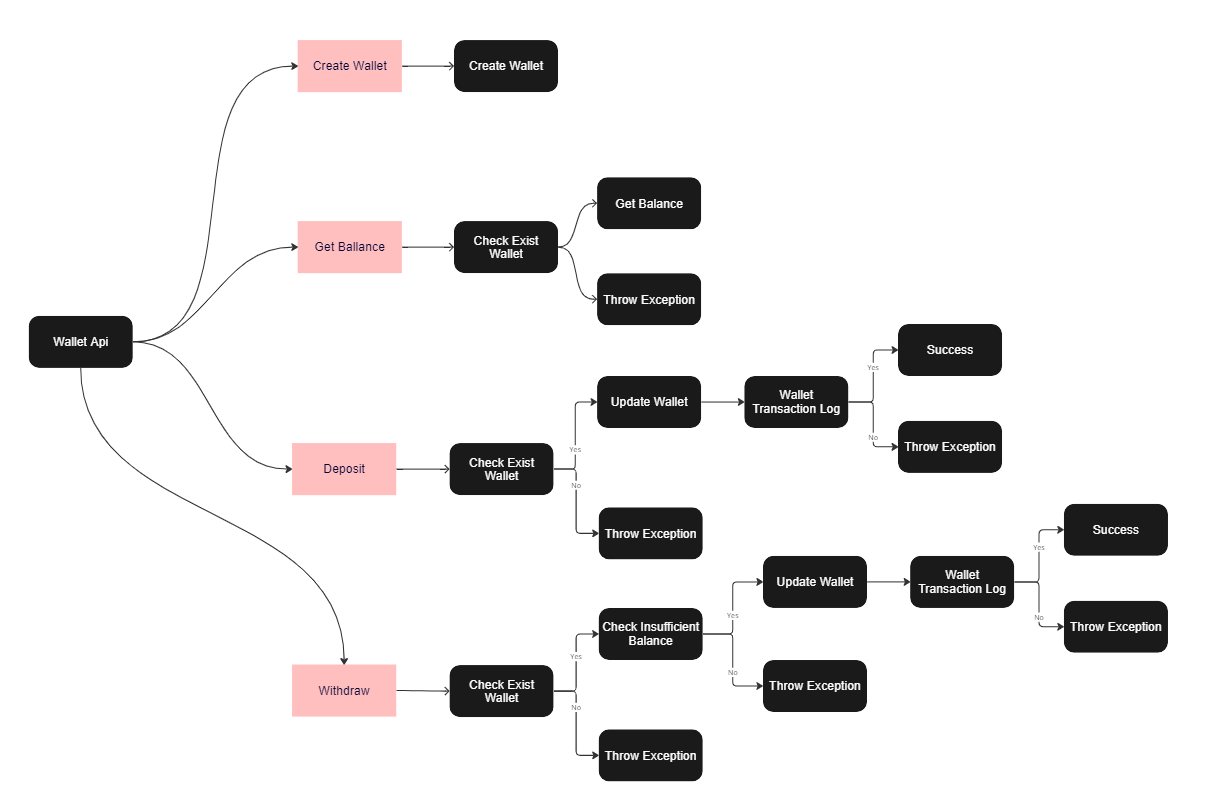 Create Wallet
Create Wallet
Get Balance
Get Ballance
Check Exist
Wallet
Throw Exception
Wallet Api
Success
Yes
Update Wallet
Wallet
Transaction Log
No
Throw Exception
Yes
Deposit
Check Exist
Wallet
No
Throw Exception
Success
Yes
Update Wallet
Wallet
Transaction Log
No
Throw Exception
Yes
Check Insufficient
Balance
Yes
No
Throw Exception
Withdraw
Check Exist
Wallet
No
Throw Exception